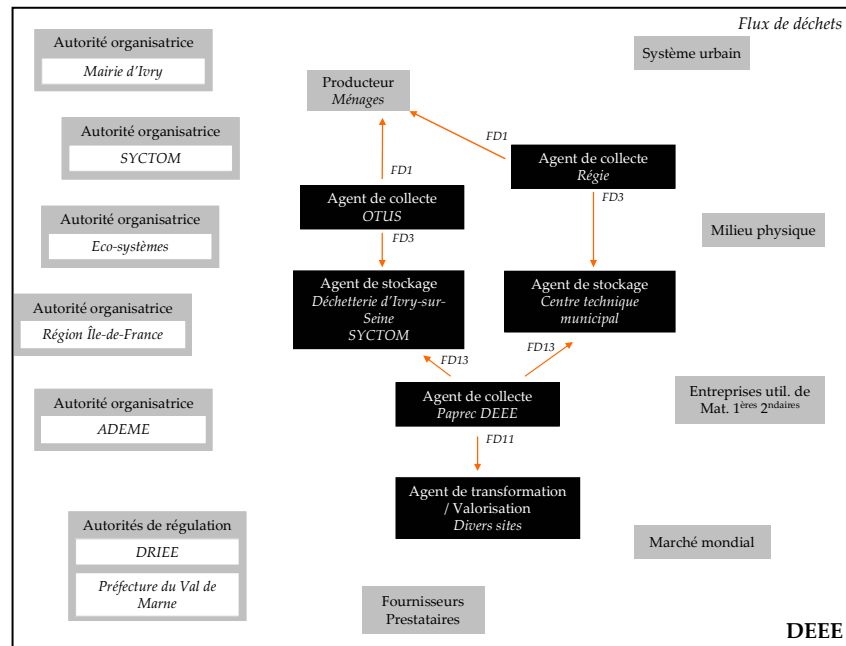 Flux de déchets
Autorité organisatrice
Mairie d'Ivry
Système urbain
Producteur
Ménages
FD1
Autorité organisatrice
SYCTOM
Agent de collecte
Régie
FD1
Agent de collecte
OTUS
FD3
Autorité organisatrice
Eco-systèmes
Milieu physique
FD3
Agent de stockage
Déchetterie d'Ivry-sur-
Seine
SYCTOM
Agent de stockage
Centre technique
municipal
Autorité organisatrice
Région Île-de-France
FD13
FD13
Autorité organisatrice
ADEME
Agent de collecte
Paprec DEEE
Entreprises util. de
Mat. 1ères 2ndaires
FD11
Agent de transformation
/ Valorisation
Divers sites
Autorités de régulation
DRIEE
Préfecture du Val de
Marne
Marché mondial
Fournisseurs
Prestataires
DEEE